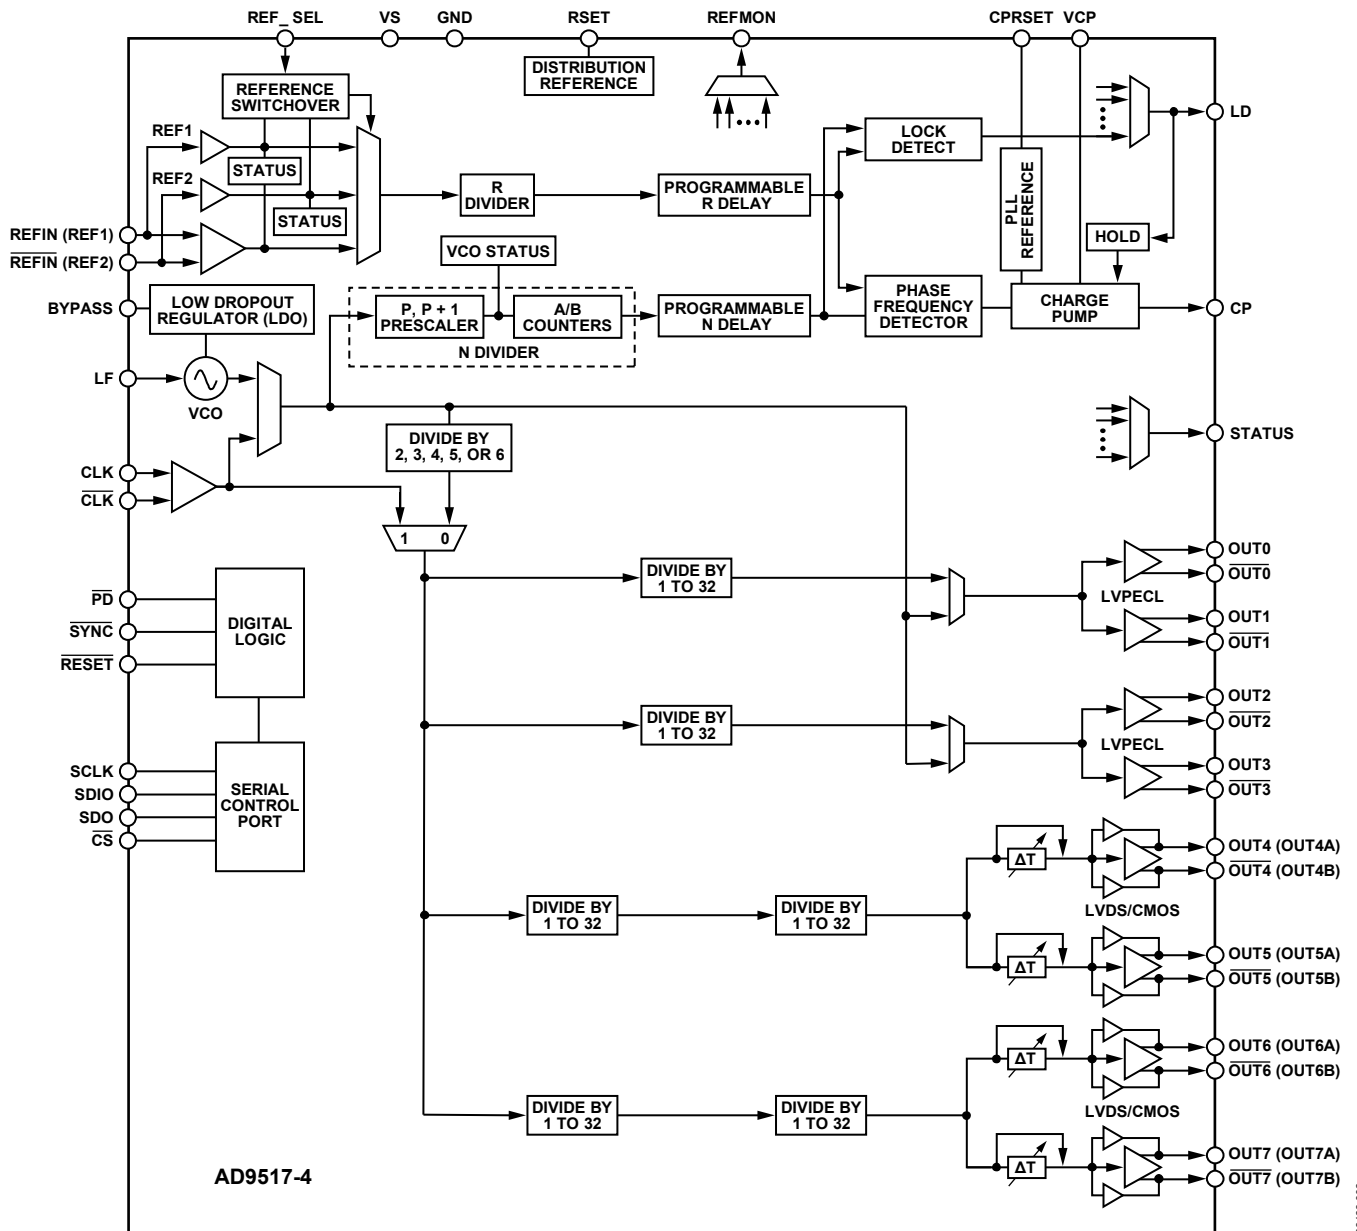 REF_SEL VS GND RSET REFMON CPRSET VCP
DISTRIBUTION
REFERENCE
REFERENCE
SWITCHOVER
REF1
STATUS
REF2
STATUS
REFIN (REF1)
REFIN (REF2)
R
DIVIDER
PROGRAMMABLE
R DELAY
LOCK
DETECT
LD
PLL
REFERENCE
HOLD
VCO STATUS
BYPASS
LOW DROPOUT
REGULATOR (LDO)
P, P + 1
PRESCALER
A/B
COUNTERS
N DIVIDER
PROGRAMMABLE
N DELAY
PHASE
FREQUENCY
DETECTOR
CHARGE
PUMP
CP
LF
VCO
STATUS
DIVIDE BY
2, 3, 4, 5, OR 6
CLK
CLK
1 0
PD
SYNC
RESET
DIGITAL
LOGIC
DIVIDE BY
1 TO 32
LVPECL
OUT0
OUT0
OUT1
OUT1
DIVIDE BY
1 TO 32
LVPECL
OUT2
OUT2
OUT3
OUT3
SCLK
SDIO
SDO
CS
SERIAL
CONTROL
PORT
DIVIDE BY
1 TO 32
DIVIDE BY
1 TO 32
ΔT
ΔT
LVDS/CMOS
OUT4 (OUT4A)
OUT4 (OUT4B)
OUT5 (OUT5A)
OUT5 (OUT5B)
DIVIDE BY
1 TO 32
DIVIDE BY
1 TO 32
ΔT
ΔT
LVDS/CMOS
OUT6 (OUT6A)
OUT6 (OUT6B)
OUT7 (OUT7A)
OUT7 (OUT7B)
AD9517-4